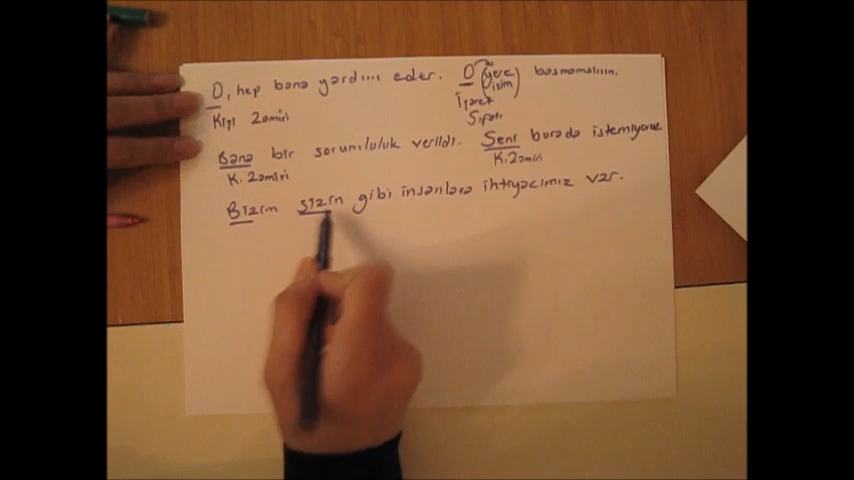 O, hep bana yardım eder. O (yere isim) basmamalısın.
Kişi Zamiri İşaret Sıfatı
Bana bir sorumluluk verildi. Seni burada istemiyoruz.
K. Zamiri K. Zamiri
Bizim sizin gibi insanlara ihtiyacımız var.